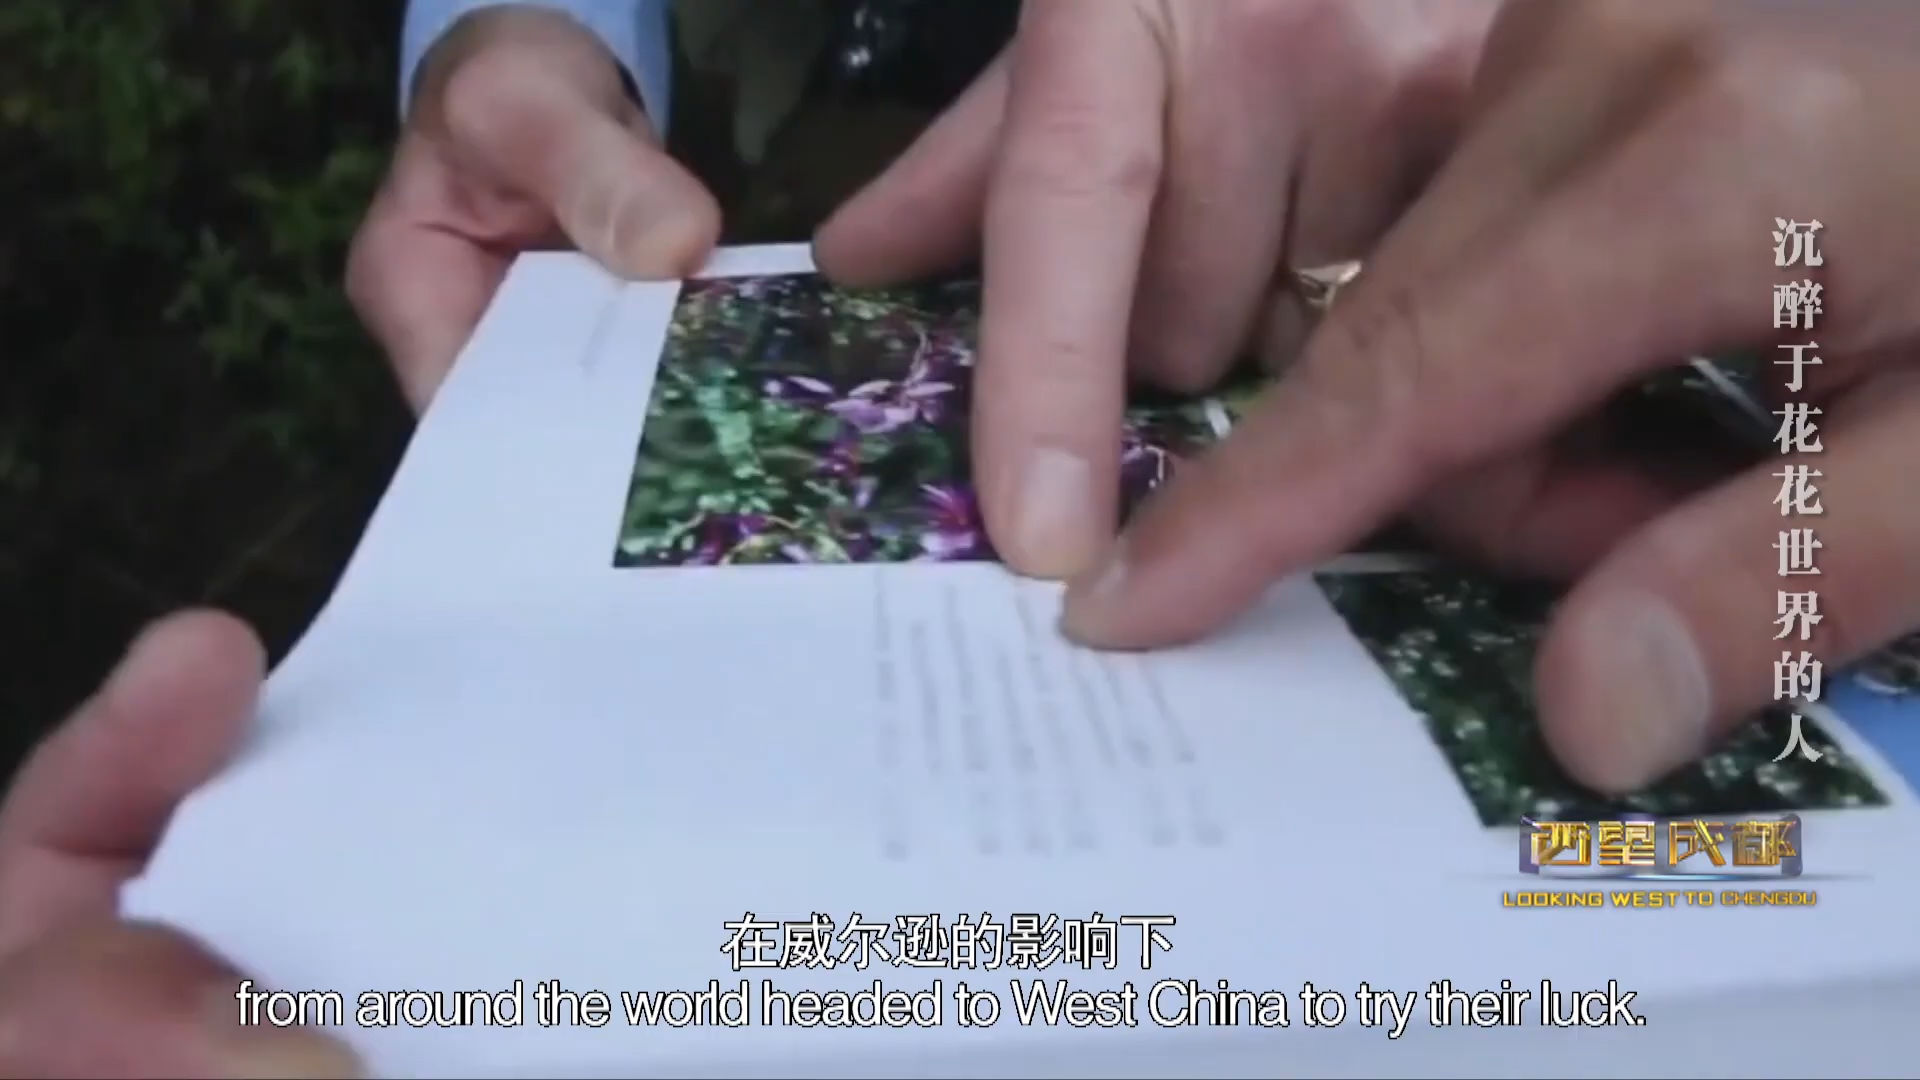 沉醉于花花世界的人
西望成都
LOOKING WEST TO CHENGDU
在威尔逊的影响下
from around the world headed to West China to try their luck.